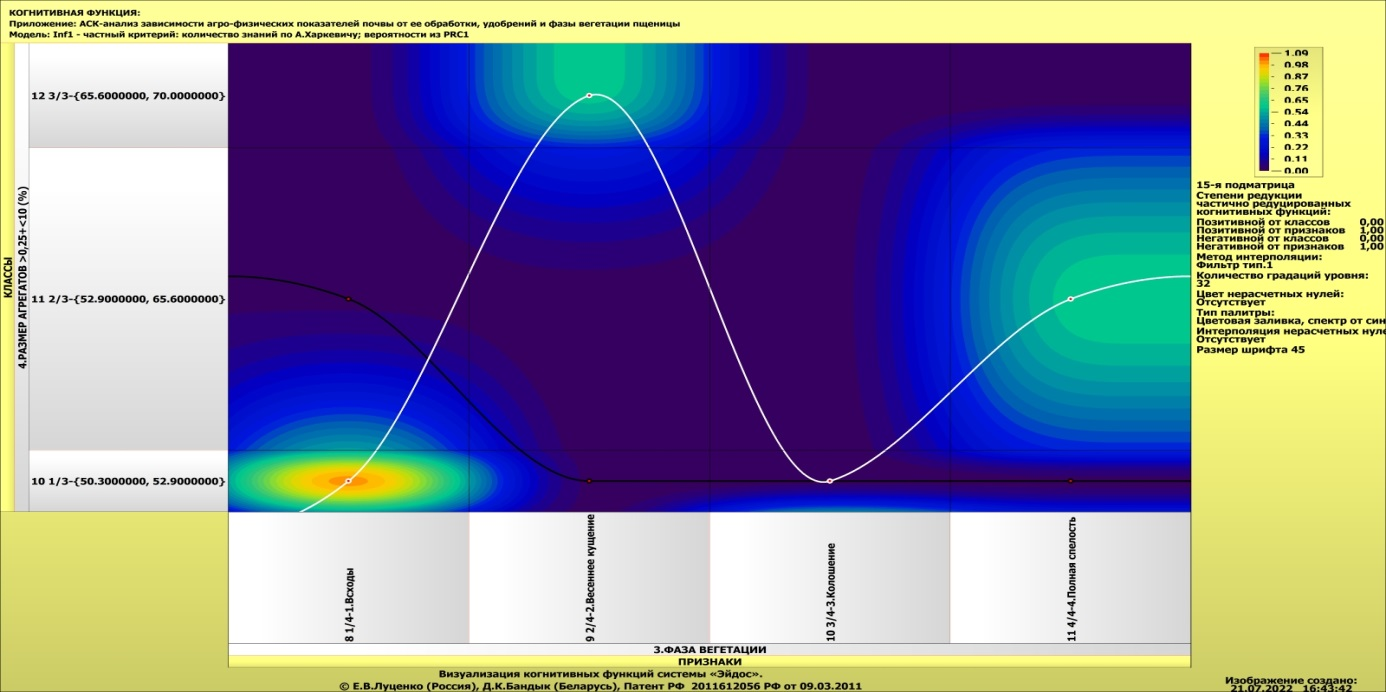 КОГНИТИВНАЯ ФУНКЦИЯ:
Приложение: АСК-анализ зависимости агро-физических показателей почвы от ее обработки, удобрений и фазы вегетации пщеницы
Модель: Inf1 - частный критерий: количество знаний по А.Харкевичу; вероятности из PRC1
КЛАССЫ
4.РАЗМЕР АГРЕГАТОВ >0,25+<10 (%)
12 3/3-{65.6000000, 70.0000000}
11 2/3-{52.9000000, 65.6000000}
10 1/3-{50.3000000, 52.9000000}
8 1/4-1.Всходы
9 2/4-2.Весеннее кущение
10 3/4-3.Колошение
11 4/4-4.Полная спелость
3.ФАЗА ВЕГЕТАЦИИ
ПРИЗНАКИ
Визуализация когнитивных функций системы «Эйдос».
© Е.В.Луценко (Россия), Д.К.Бандык (Беларусь), Патент РФ 2011612056 РФ от 09.03.2011
1.09
0.98
0.87
0.76
0.65
0.54
0.44
0.33
0.22
0.11
0.00
15-я подматрица
Степени редукции
частично редуцированных
когнитивных функций:
Позитивной от классов 0,00
Позитивной от признаков 1,00
Негативной от классов 0,00
Негативной от признаков 1,00
Метод интерполяции:
Фильтр тип.1
Количество градаций уровня:
32
Цвет нерасчетных нулей:
Отсутствует
Тип палитры:
Цветовая заливка, спектр от син
Интерполяция нерасчетных нуле
Отсутствует
Размер шрифта 45
Изображение создано:
21.07.2022 16:43:42